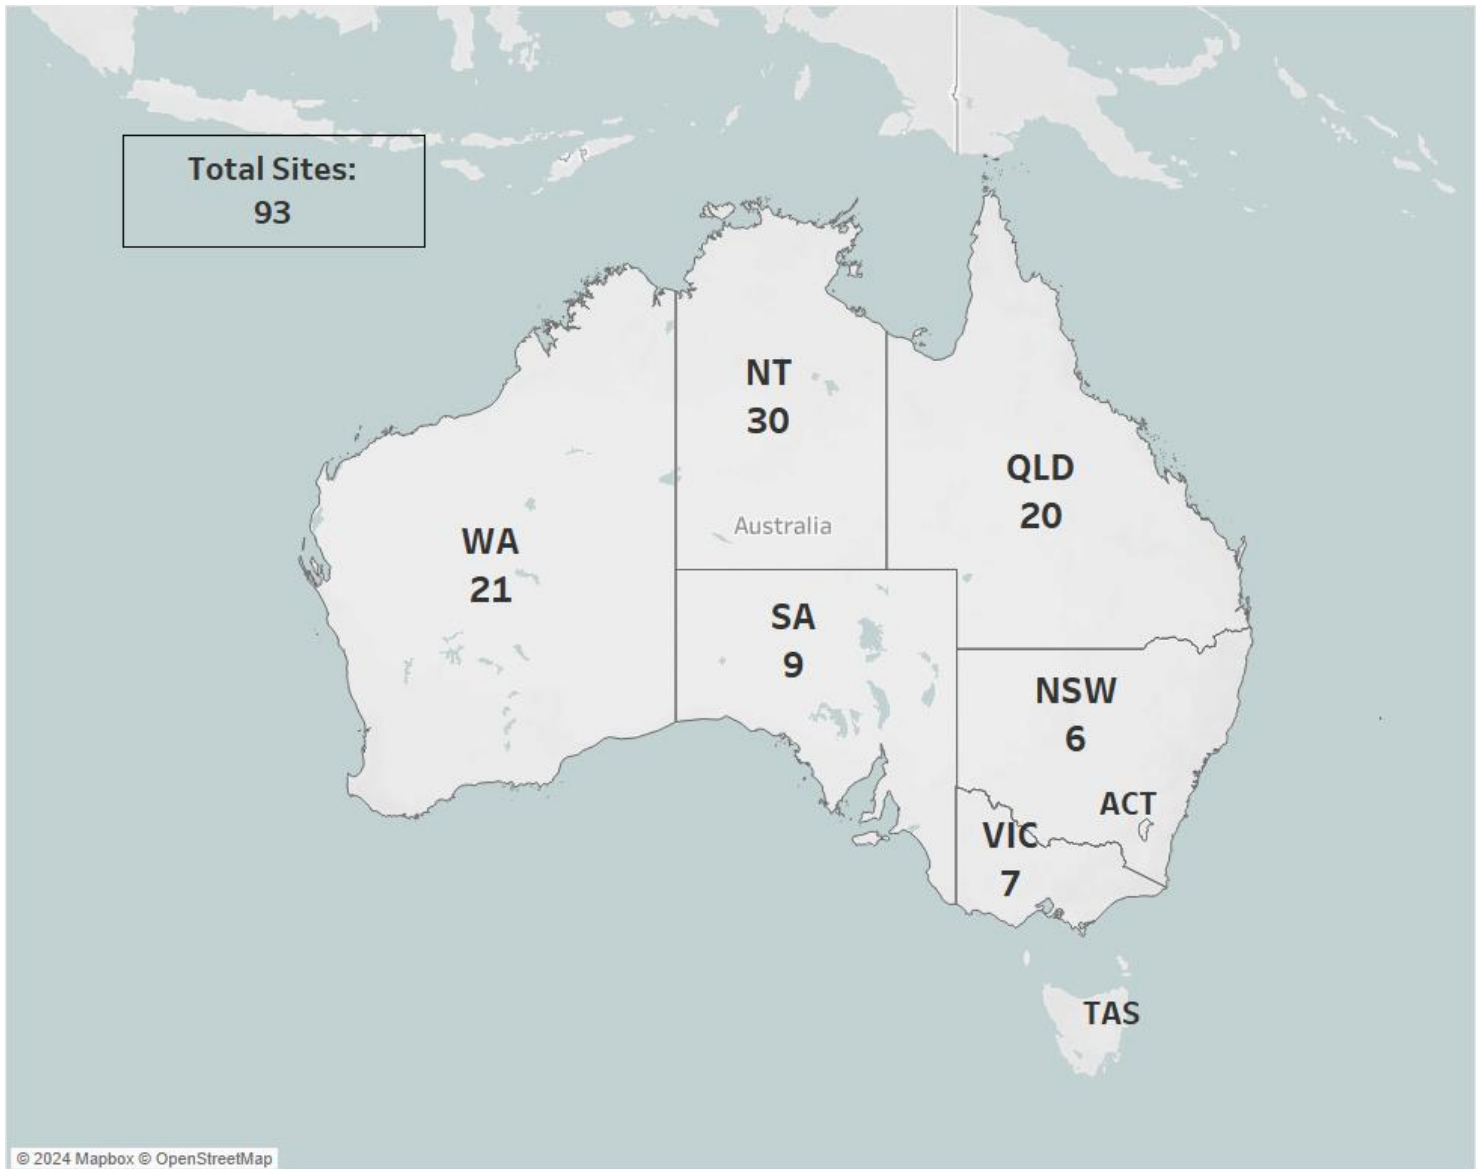 Total Sites:
93
NT
30
QLD
20
Australia
WA
21
SA
9
NSW
6
ACT
VIC
7
TAS
© 2024 Mapbox © OpenStreetMap